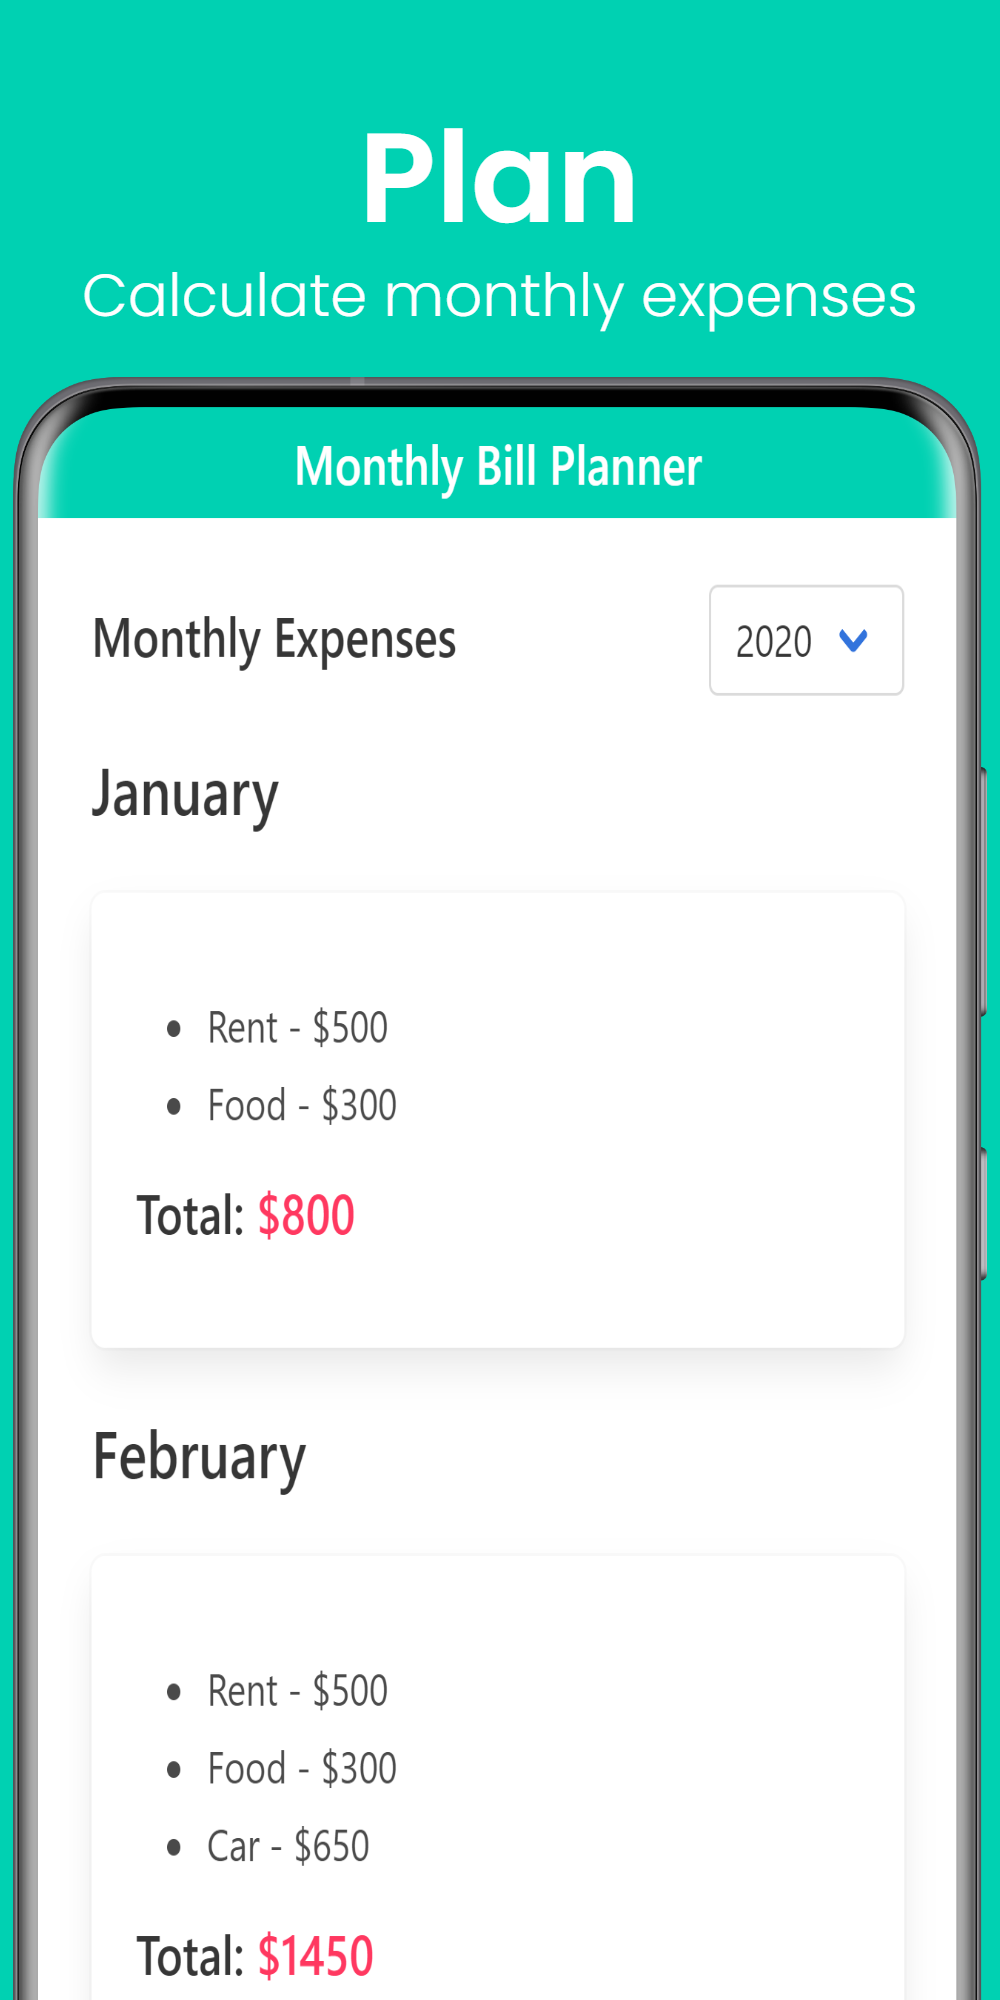 Plan
Calculate monthly expenses
Monthly Bill Planner
Monthly Expenses
2020
January
• Rent - $500
• Food - $300
Total: $800
February
• Rent - $500
• Food - $300
• Car - $650
Total: $1450